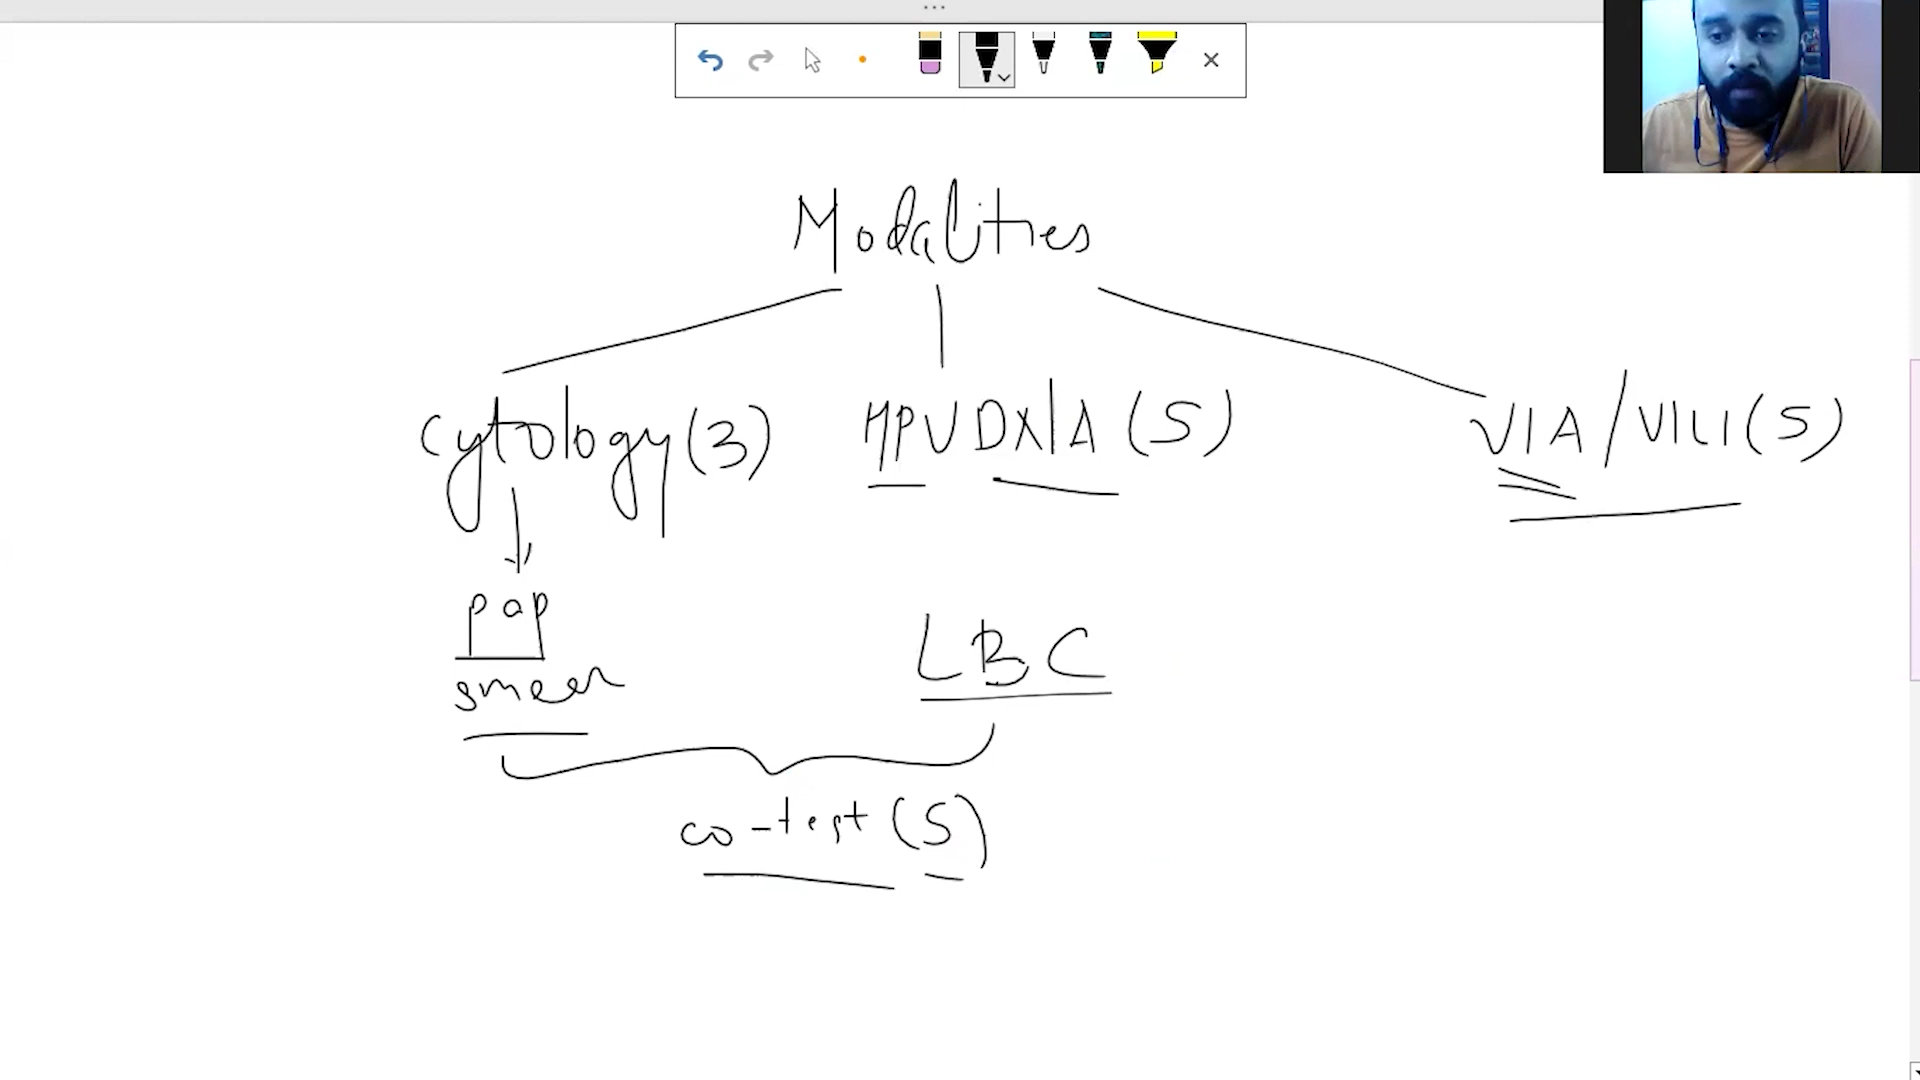 Modalities
Cytology (3) HPV DNA (5) VIA / VILI (5)
pap
smear
LBC
co-test (5)